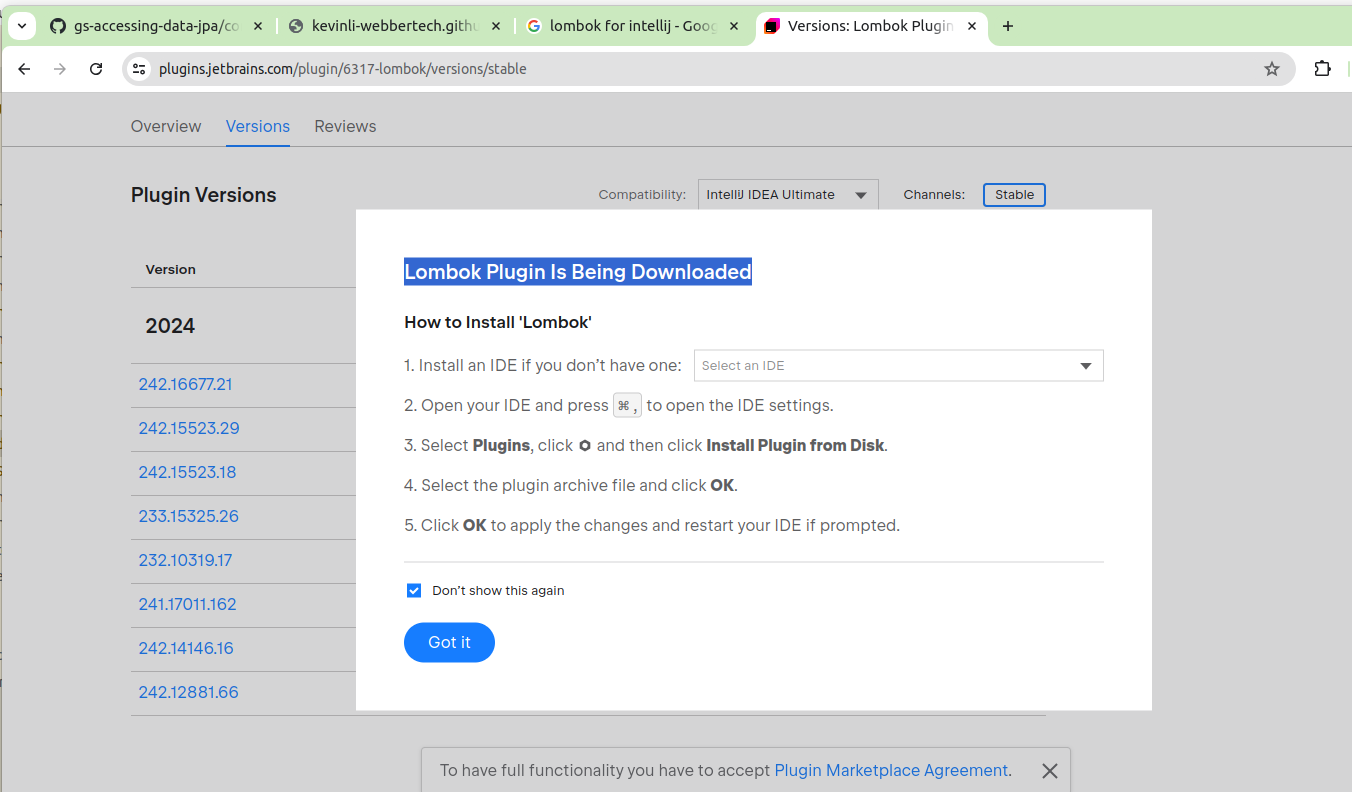 gs-accessing-data-jpa/co
kevinli-webbertech.githu
lombok for intellij - Goog
Versions: Lombok Plugin
plugins.jetbrains.com/plugin/6317-lombok/versions/stable
Overview Versions Reviews
Plugin Versions
Compatibility: IntelliJ IDEA Ultimate Channels: Stable
Version
2024
242.16677.21
242.15523.29
242.15523.18
233.15325.26
232.10319.17
241.17011.162
242.14146.16
242.12881.66
Lombok Plugin Is Being Downloaded
How to Install 'Lombok'
1. Install an IDE if you don’t have one: Select an IDE
2. Open your IDE and press ⌘ , to open the IDE settings.
3. Select Plugins, click and then click Install Plugin from Disk.
4. Select the plugin archive file and click OK.
5. Click OK to apply the changes and restart your IDE if prompted.
Don’t show this again
Got it
To have full functionality you have to accept Plugin Marketplace Agreement.